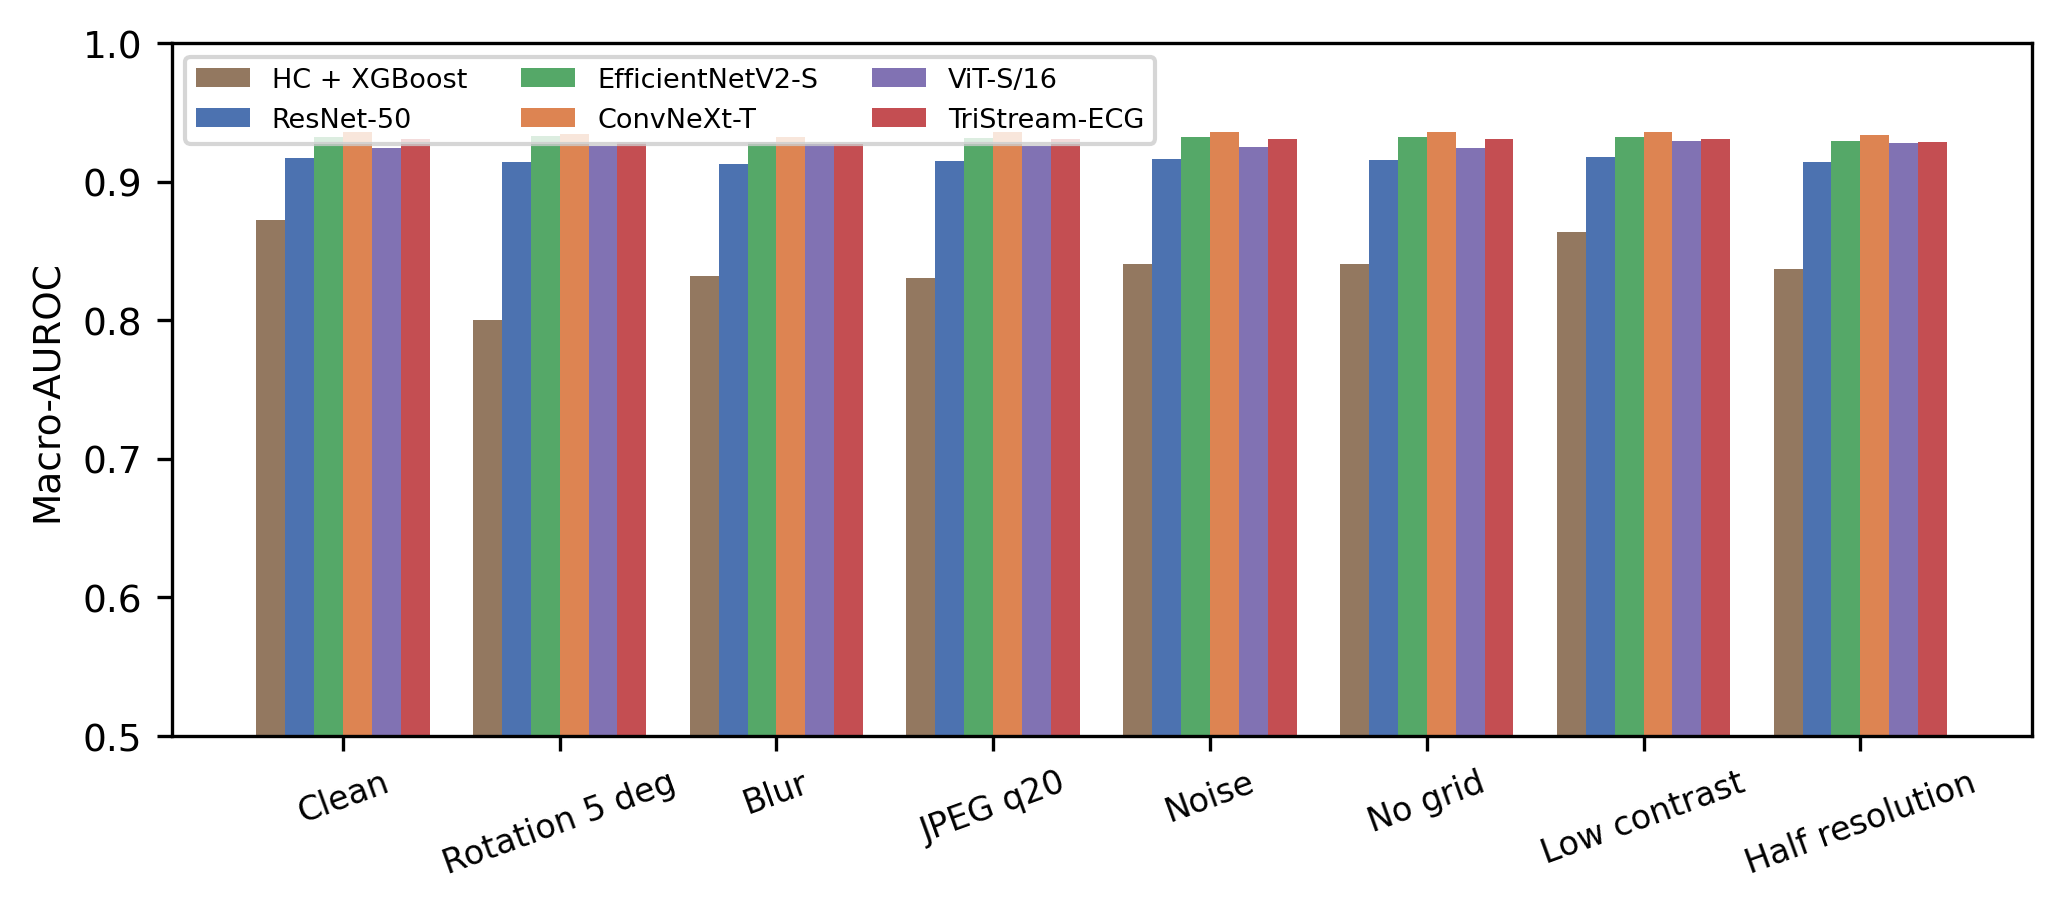 HC + XGBoost
ResNet-50
EfficientNetV2-S
ConvNeXt-T
ViT-S/16
TriStream-ECG
Macro-AUROC
1.0
0.9
0.8
0.7
0.6
0.5
Clean
Rotation 5 deg
Blur
JPEG q20
Noise
No grid
Low contrast
Half resolution